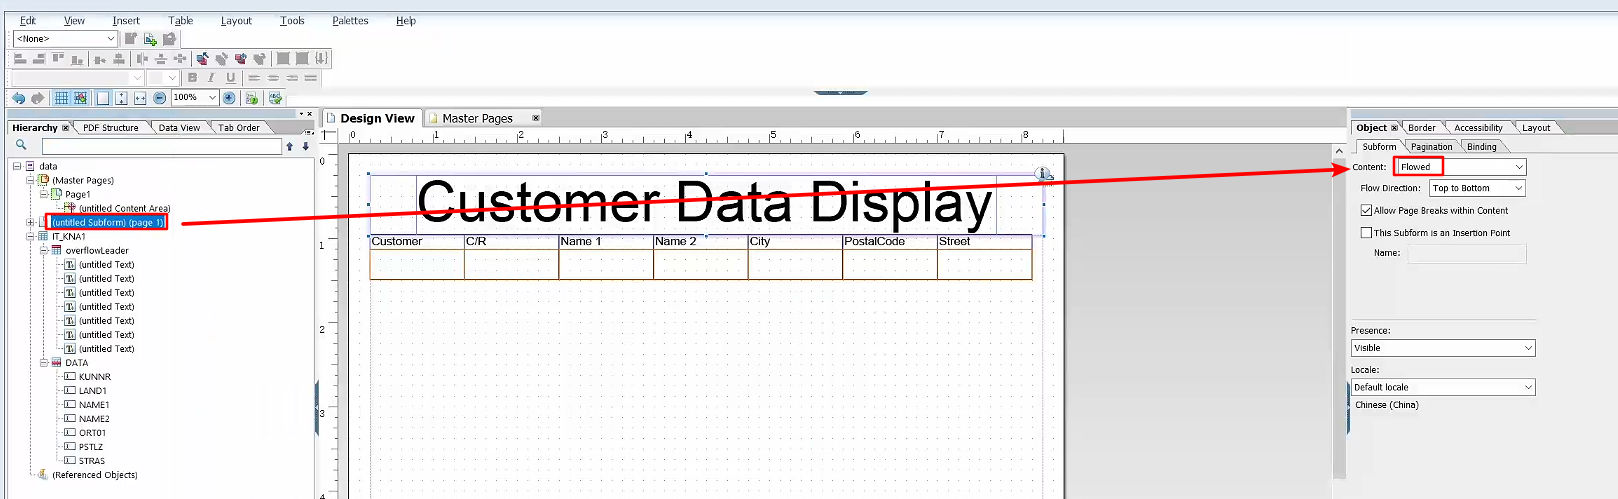 Edit View Insert Table Layout Tools Palettes Help
<None>
B I U
100%
Hierarchy PDF Structure Data View Tab Order
data
(Master Pages)
Page1
(untitled Content Area)
(untitled Subform) (page 1)
IT_KNA1
overflowLeader
(untitled Text)
(untitled Text)
(untitled Text)
(untitled Text)
(untitled Text)
(untitled Text)
(untitled Text)
DATA
KUNNR
LAND1
NAME1
NAME2
ORT01
PSTLZ
STRAS
(Referenced Objects)
Design View Master Pages
0 1 2 3 4 5 6 7 8
0
1
2
3
4
Customer Data Display
Customer C/R Name 1 Name 2 City PostalCode Street
Object Border Accessibility Layout
Subform Pagination Binding
Content: Flowed
Flow Direction: Top to Bottom
Allow Page Breaks within Content
This Subform is an Insertion Point
Name:
Presence:
Visible
Locale:
Default locale
Chinese (China)